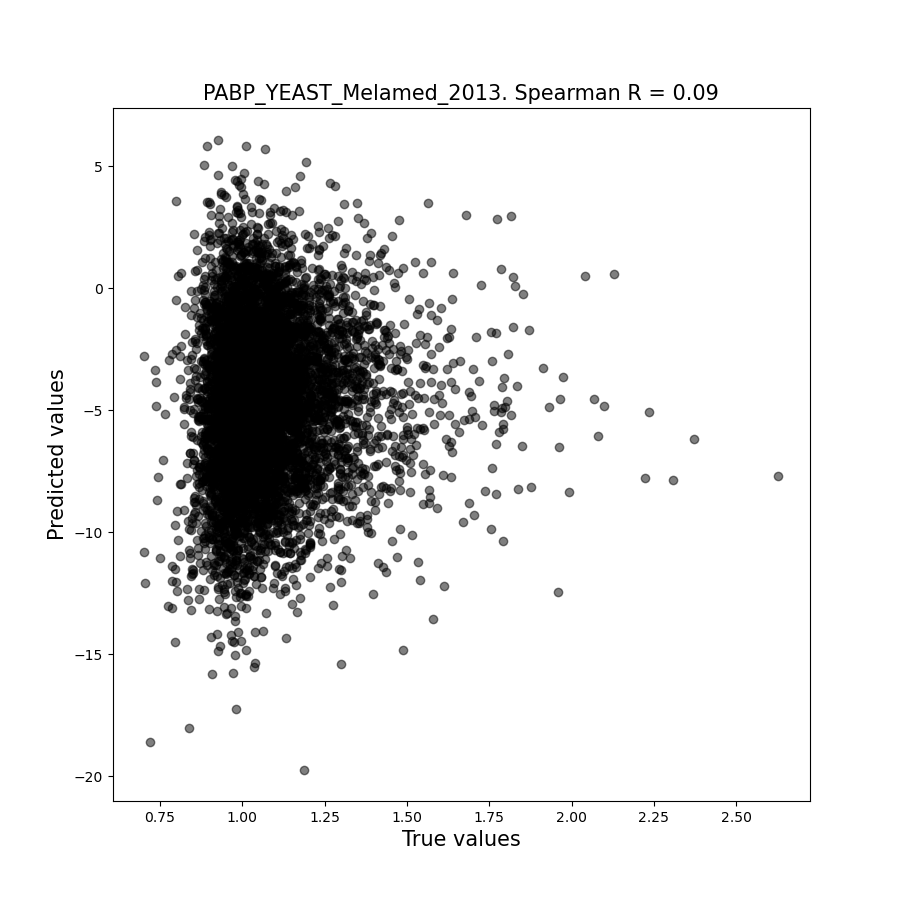 PABP_YEAST_Melamed_2013. Spearman R = 0.09
Predicted values
5
0
−5
−10
−15
−20
0.75 1.00 1.25 1.50 1.75 2.00 2.25 2.50
True values